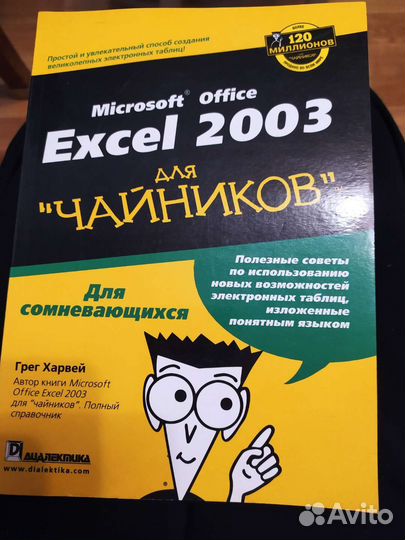 Простой и увлекательный способ создания
великолепных электронных таблиц!
БОЛЕЕ
120
МИЛЛИОНОВ
Microsoft® Office
Excel 2003
для
"ЧАЙНИКОВ"™
Полезные советы
по использованию
новых возможностей
электронных таблиц,
изложенные
понятным языком
Для
сомневающихся
Грег Харвей
Автор книги Microsoft
Office Excel 2003
для "чайников". Полный
справочник
ДИАЛЕКТИКА
www.dialektika.com
Avito